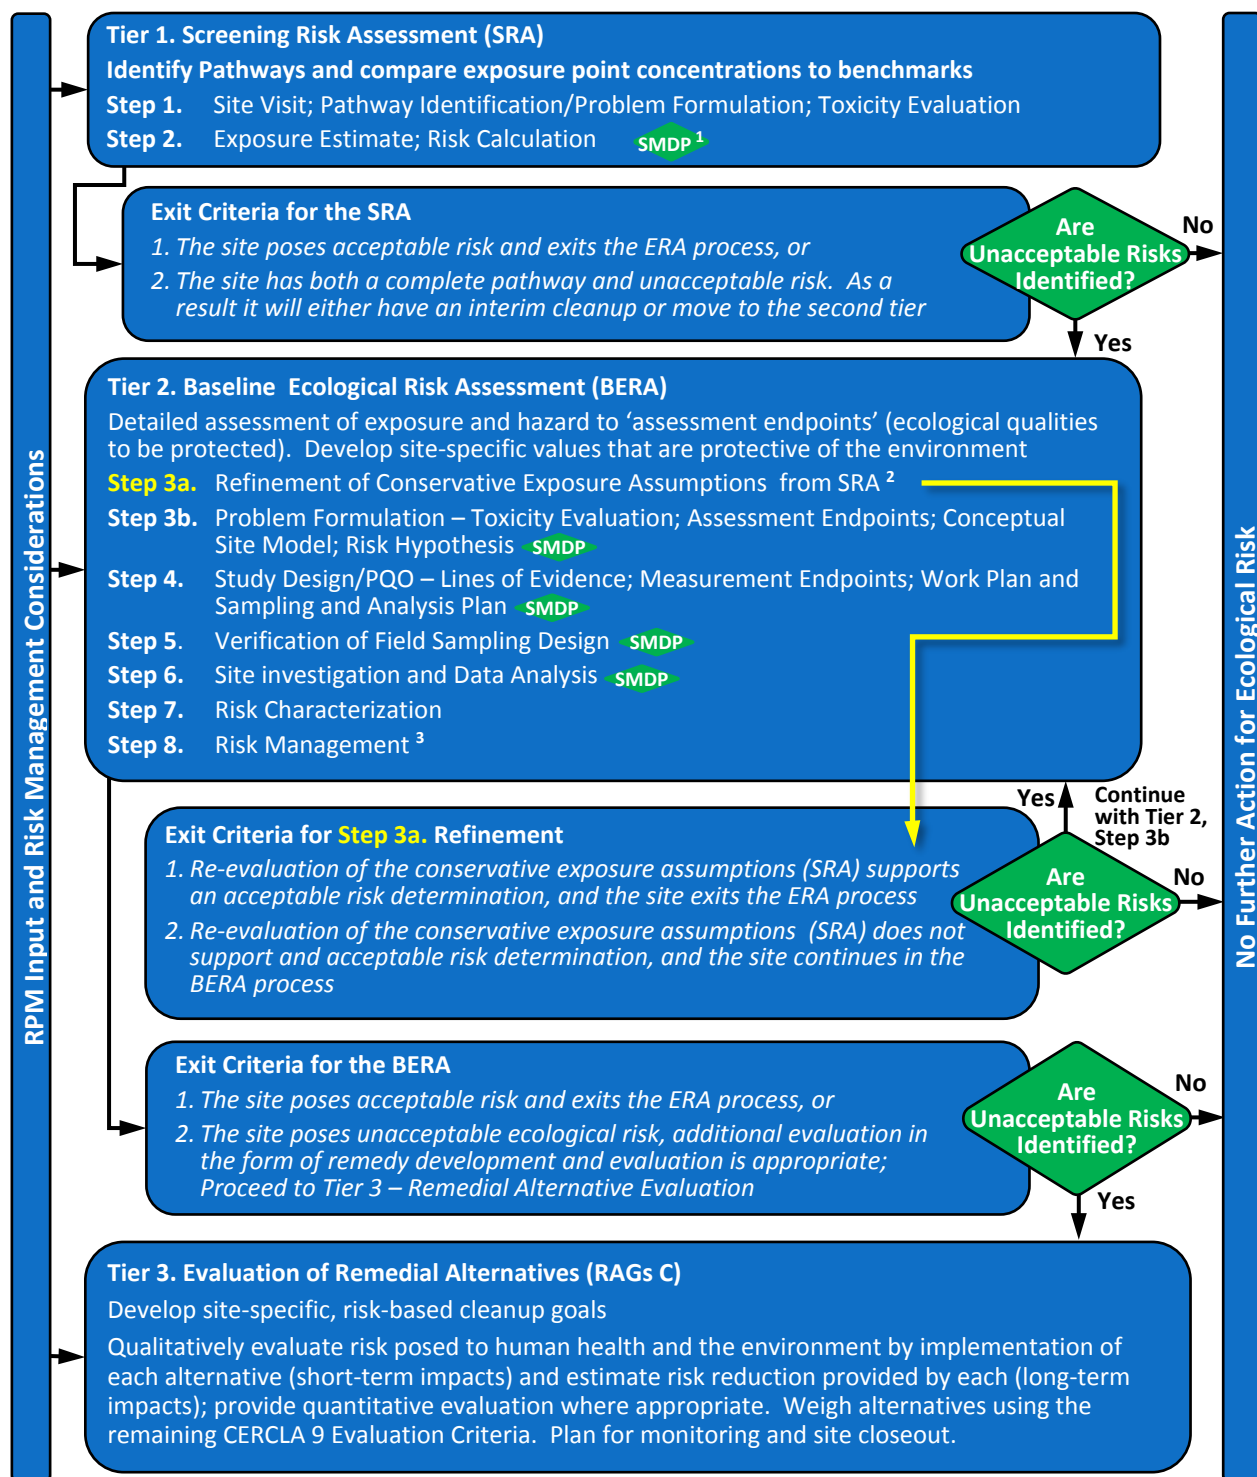 RPM Input and Risk Management Considerations
Tier 1. Screening Risk Assessment (SRA)
Identify Pathways and compare exposure point concentrations to benchmarks
Step 1. Site Visit; Pathway Identification/Problem Formulation; Toxicity Evaluation
Step 2. Exposure Estimate; Risk Calculation SMDP 1
Exit Criteria for the SRA
1. The site poses acceptable risk and exits the ERA process, or
2. The site has both a complete pathway and unacceptable risk. As a
result it will either have an interim cleanup or move to the second tier
Are
Unacceptable Risks
Identified?
No
Yes
Tier 2. Baseline Ecological Risk Assessment (BERA)
Detailed assessment of exposure and hazard to ‘assessment endpoints’ (ecological qualities
to be protected). Develop site-specific values that are protective of the environment
Step 3a. Refinement of Conservative Exposure Assumptions from SRA 2
Step 3b. Problem Formulation – Toxicity Evaluation; Assessment Endpoints; Conceptual
Site Model; Risk Hypothesis SMDP
Step 4. Study Design/PQO – Lines of Evidence; Measurement Endpoints; Work Plan and
Sampling and Analysis Plan SMDP
Step 5. Verification of Field Sampling Design SMDP
Step 6. Site investigation and Data Analysis SMDP
Step 7. Risk Characterization
Step 8. Risk Management 3
Yes
Continue
with Tier 2,
Step 3b
Exit Criteria for Step 3a. Refinement
1. Re-evaluation of the conservative exposure assumptions (SRA) supports
an acceptable risk determination, and the site exits the ERA process
2. Re-evaluation of the conservative exposure assumptions (SRA) does not
support and acceptable risk determination, and the site continues in the
BERA process
Are
Unacceptable Risks
Identified?
No
Exit Criteria for the BERA
1. The site poses acceptable risk and exits the ERA process, or
2. The site poses unacceptable ecological risk, additional evaluation in
the form of remedy development and evaluation is appropriate;
Proceed to Tier 3 – Remedial Alternative Evaluation
Are
Unacceptable Risks
Identified?
No
Yes
Tier 3. Evaluation of Remedial Alternatives (RAGs C)
Develop site-specific, risk-based cleanup goals
Qualitatively evaluate risk posed to human health and the environment by implementation of
each alternative (short-term impacts) and estimate risk reduction provided by each (long-term
impacts); provide quantitative evaluation where appropriate. Weigh alternatives using the
remaining CERCLA 9 Evaluation Criteria. Plan for monitoring and site closeout.
No Further Action for Ecological Risk